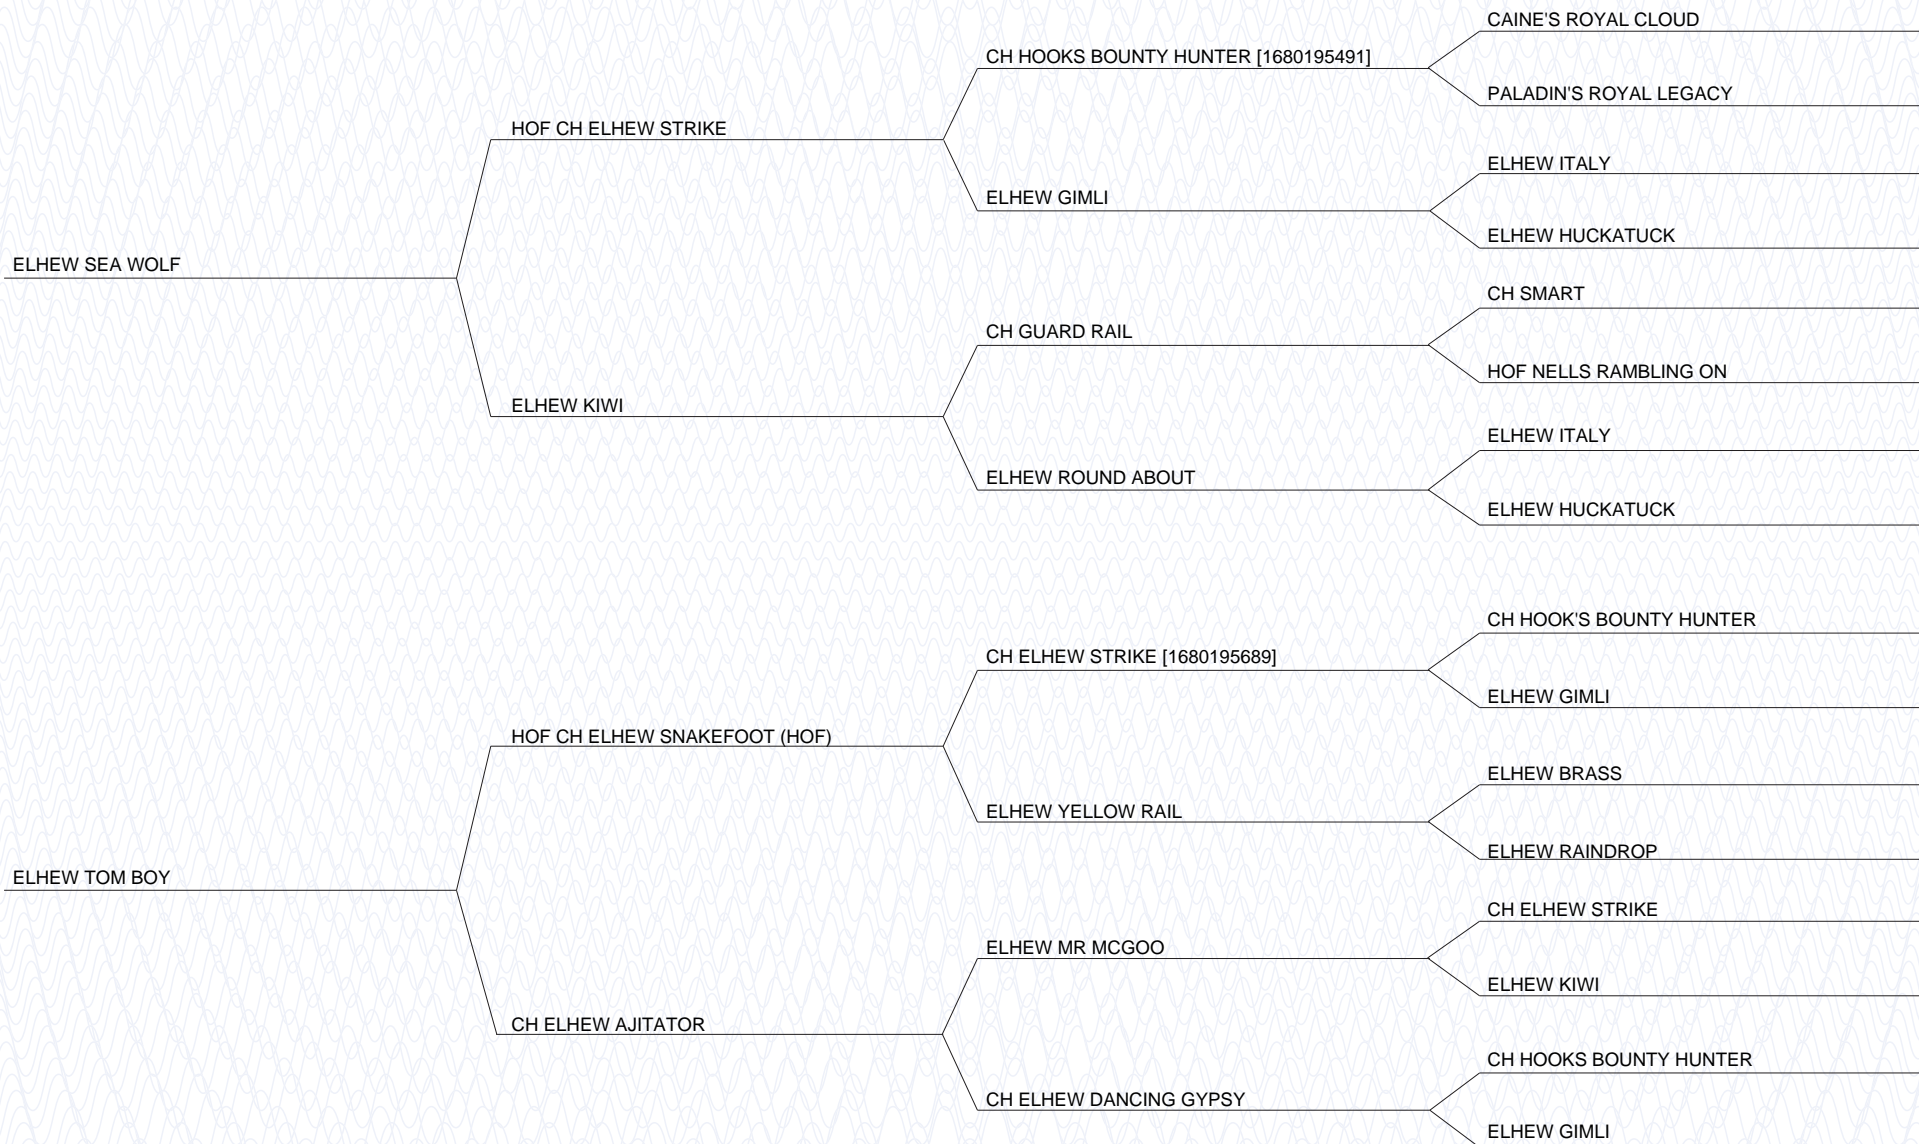 CAINE'S ROYAL CLOUD
CH HOOKS BOUNTY HUNTER [1680195491]
PALADIN'S ROYAL LEGACY
HOF CH ELHEW STRIKE
ELHEW ITALY
ELHEW GIMLI
ELHEW HUCKATUCK
ELHEW SEA WOLF
CH SMART
CH GUARD RAIL
HOF NELLS RAMBLING ON
ELHEW KIWI
ELHEW ITALY
ELHEW ROUND ABOUT
ELHEW HUCKATUCK
CH HOOK'S BOUNTY HUNTER
CH ELHEW STRIKE [1680195689]
ELHEW GIMLI
HOF CH ELHEW SNAKEFOOT (HOF)
ELHEW BRASS
ELHEW YELLOW RAIL
ELHEW RAINDROP
ELHEW TOM BOY
CH ELHEW STRIKE
ELHEW MR MCGOO
ELHEW KIWI
CH ELHEW AJITATOR
CH HOOKS BOUNTY HUNTER
CH ELHEW DANCING GYPSY
ELHEW GIMLI